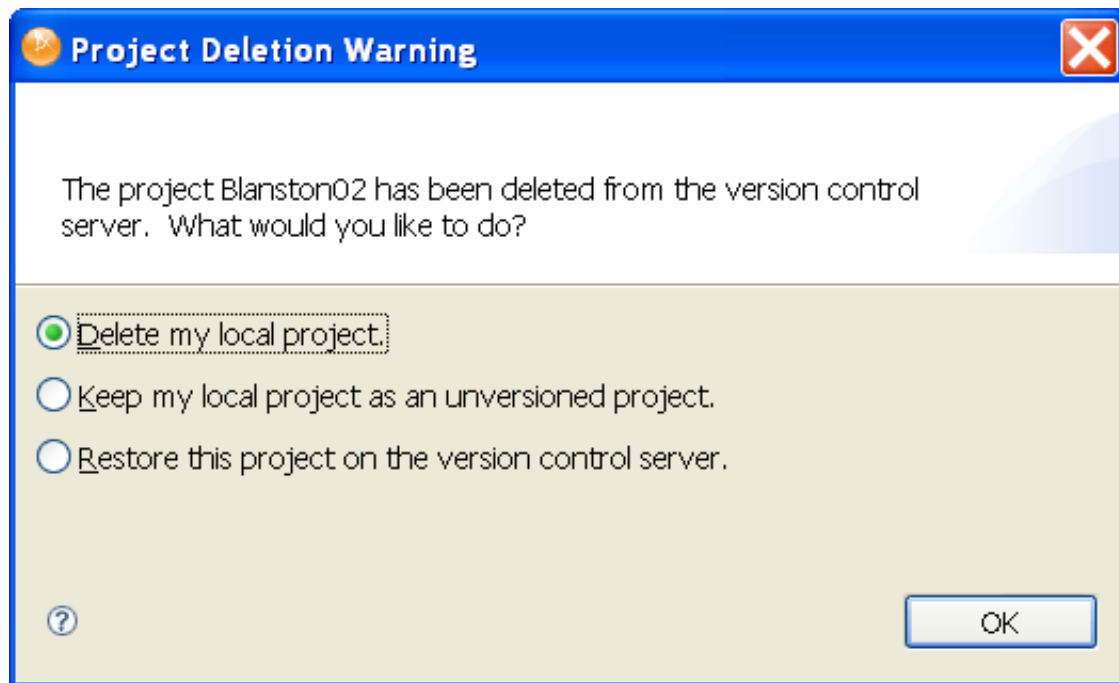 Project Deletion Warning
The project Blanston02 has been deleted from the version control
server.  What would you like to do?
Delete my local project.
Keep my local project as an unversioned project.
Restore this project on the version control server.
?
OK